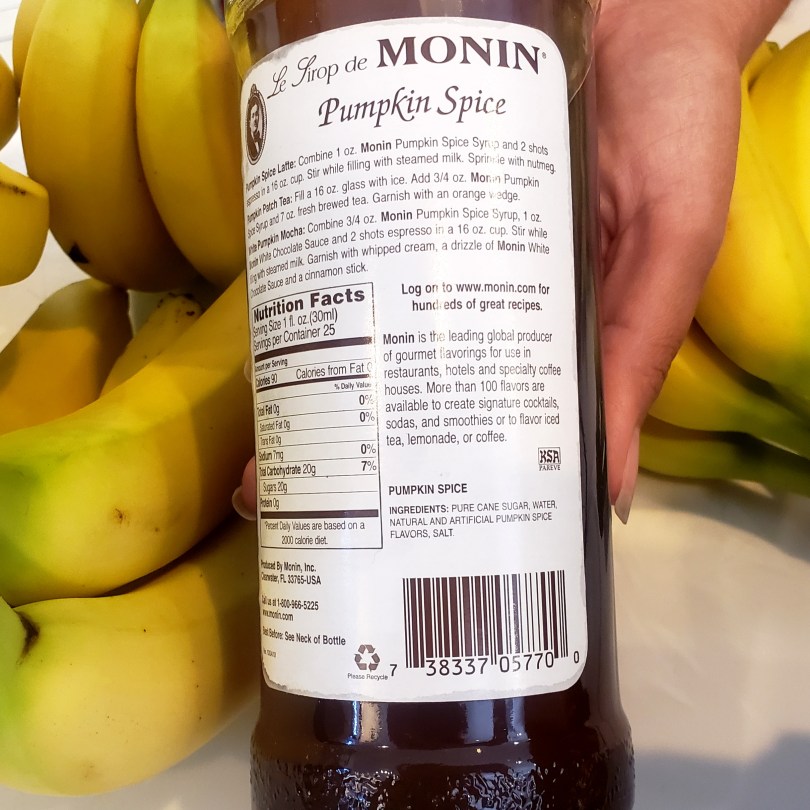 Le Sirop de MONIN®
Pumpkin Spice
Pumpkin Spice Latte: Combine 1 oz. Monin Pumpkin Spice Syrup and 2 shots
espresso in a 16 oz. cup. Stir while filling with steamed milk. Sprinkle with nutmeg.
Pumpkin Patch Tea: Fill a 16 oz. glass with ice. Add 3/4 oz. Monin Pumpkin
Spice Syrup and 7 oz. fresh brewed tea. Garnish with an orange wedge.
White Pumpkin Mocha: Combine 3/4 oz. Monin Pumpkin Spice Syrup, 1 oz.
Monin White Chocolate Sauce and 2 shots espresso in a 16 oz. cup. Stir while
filling with steamed milk. Garnish with whipped cream, a drizzle of Monin White
Chocolate Sauce and a cinnamon stick.
Nutrition Facts
Serving Size 1 fl. oz.(30ml)
Servings per Container 25
Amount per Serving
Calories 90 Calories from Fat 0
% Daily Value
Total Fat 0g 0%
Saturated Fat 0g 0%
Trans Fat 0g
Sodium 7mg 0%
Total Carbohydrate 20g 7%
Sugars 20g
Protein 0g
*Percent Daily Values are based on a
2000 calorie diet.
Produced By Monin, Inc.
Clearwater, FL 33765-USA
Call us at 1-800-966-5225
www.monin.com
Best Before: See Neck of Bottle
Please Recycle
Log on to www.monin.com for
hundreds of great recipes.
Monin is the leading global producer
of gourmet flavorings for use in
restaurants, hotels and specialty coffee
houses. More than 100 flavors are
available to create signature cocktails,
sodas, and smoothies or to flavor iced
tea, lemonade, or coffee.
KSA
PAREVE
PUMPKIN SPICE
INGREDIENTS: PURE CANE SUGAR, WATER,
NATURAL AND ARTIFICIAL PUMPKIN SPICE
FLAVORS, SALT.
7 38337 05770 0